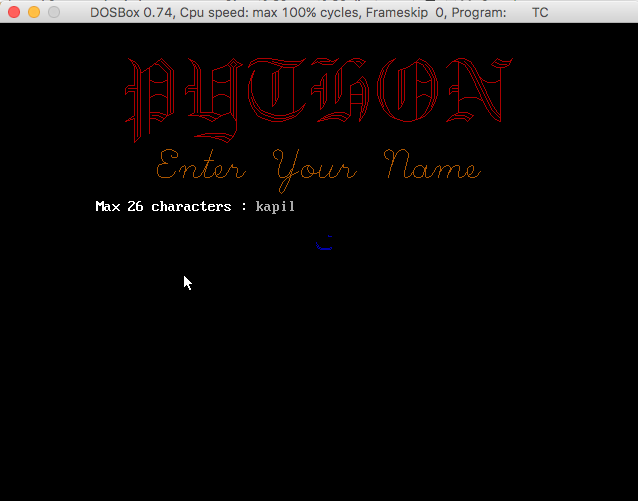 DOSBox 0.74, Cpu speed: max 100% cycles, Frameskip 0, Program: TC
PYTHON
Enter Your Name
Max 26 characters : kapil